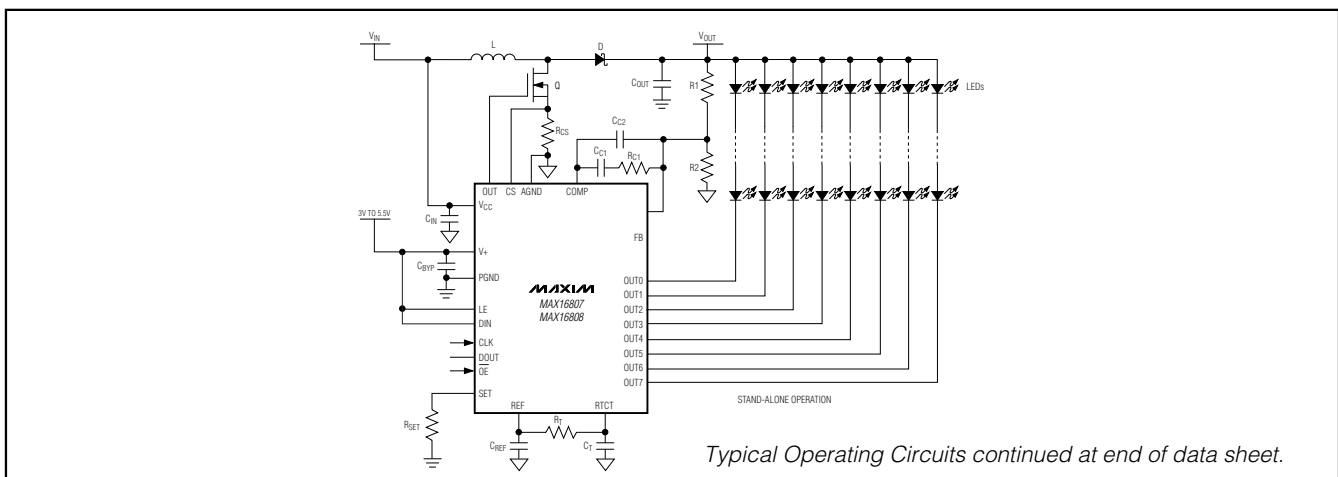 VIN
L
D
VOUT
Q
COUT
R1
LEDs
RCS
CC2
CC1
RC1
R2
OUT
CS
AGND
COMP
VCC
3V TO 5.5V
CIN
FB
V+
CBYP
PGND
MAXIM
MAX16807
MAX16808
OUT0
OUT1
OUT2
OUT3
OUT4
OUT5
OUT6
OUT7
LE
DIN
CLK
DOUT
OE
SET
REF
RTCT
STAND-ALONE OPERATION
RSET
CREF
RT
CT
Typical Operating Circuits continued at end of data sheet.